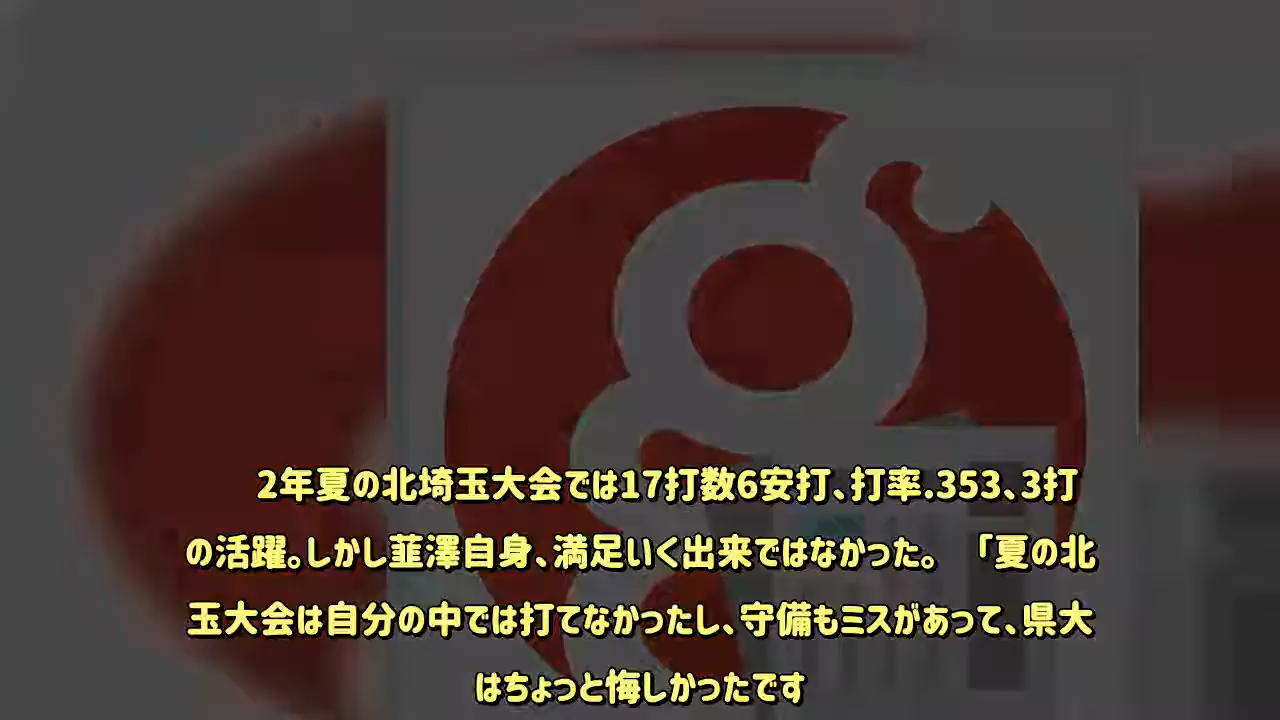 2年夏の北埼玉大会では17打数6安打、打率.353、3打
の活躍。しかし韮澤自身、満足いく出来ではなかった。 「夏の北
玉大会は自分の中では打てなかったし、守備もミスがあって、県大
はちょっと悔しかったです